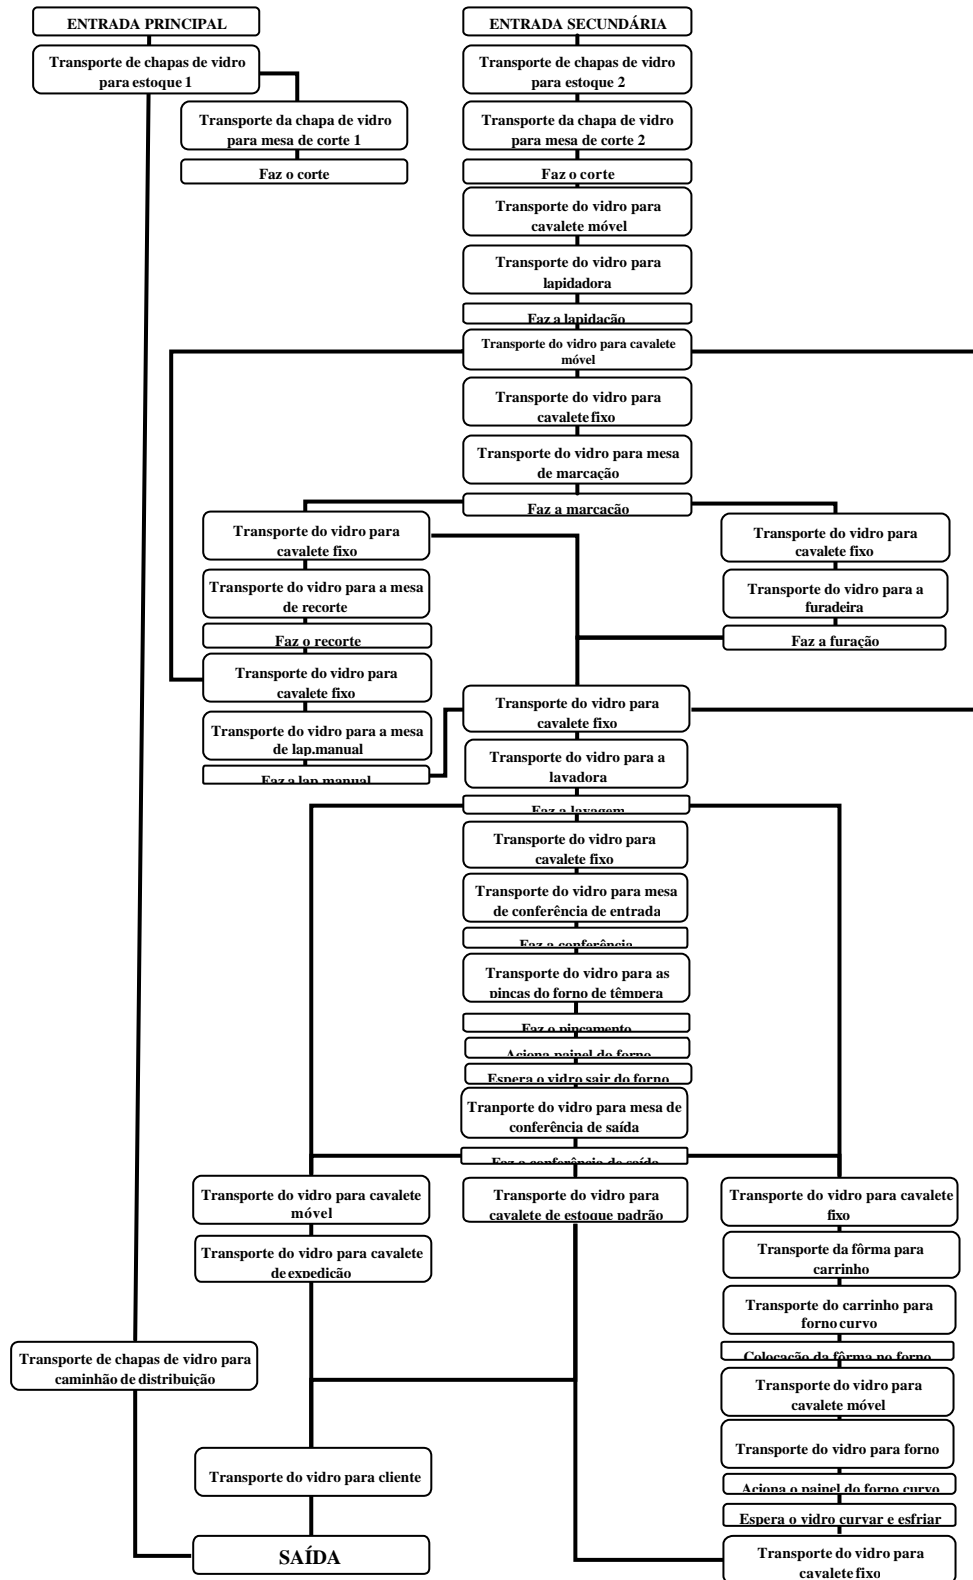 ENTRADA PRINCIPAL
Transporte de chapas de vidro
para estoque 1
Transporte da chapa de vidro
para mesa de corte 1
Faz o corte
ENTRADA SECUNDÁRIA
Transporte de chapas de vidro
para estoque 2
Transporte da chapa de vidro
para mesa de corte 2
Faz o corte
Transporte do vidro para
cavalete móvel
Transporte do vidro para
lapidadora
Faz a lapidação
Transporte do vidro para cavalete
móvel
Transporte do vidro para
cavalete fixo
Transporte do vidro para mesa
de marcação
Faz a marcação
Transporte do vidro para
cavalete fixo
Transporte do vidro para a mesa
de recorte
Faz o recorte
Transporte do vidro para
cavalete fixo
Transporte do vidro para a mesa
de lap.manual
Faz a lap manual
Transporte do vidro para
cavalete fixo
Transporte do vidro para a
furadeira
Faz a furação
Transporte do vidro para
cavalete fixo
Transporte do vidro para a
lavadora
Faz a lavagem
Transporte do vidro para
cavalete fixo
Transporte do vidro para mesa
de conferência de entrada
Faz a conferência
Transporte do vidro para as
pinças do forno de têmpera
Faz o pinçamento
Aciona painel do forno
Espera o vidro sair do forno
Tranporte do vidro para mesa de
conferência de saída
Faz a conferência de saída
Transporte do vidro para cavalete
móvel
Transporte do vidro para cavalete
de expedição
Transporte do vidro para
cavalete de estoque padrão
Transporte do vidro para cavalete
fixo
Transporte da fôrma para
carrinho
Transporte do carrinho para
forno curvo
Colocação da fôrma no forno
Transporte do vidro para
cavalete móvel
Transporte do vidro para forno
Aciona o painel do forno curvo
Espera o vidro curvar e esfriar
Transporte do vidro para
cavalete fixo
Transporte de chapas de vidro para
caminhão de distribuição
Transporte do vidro para cliente
SAÍDA